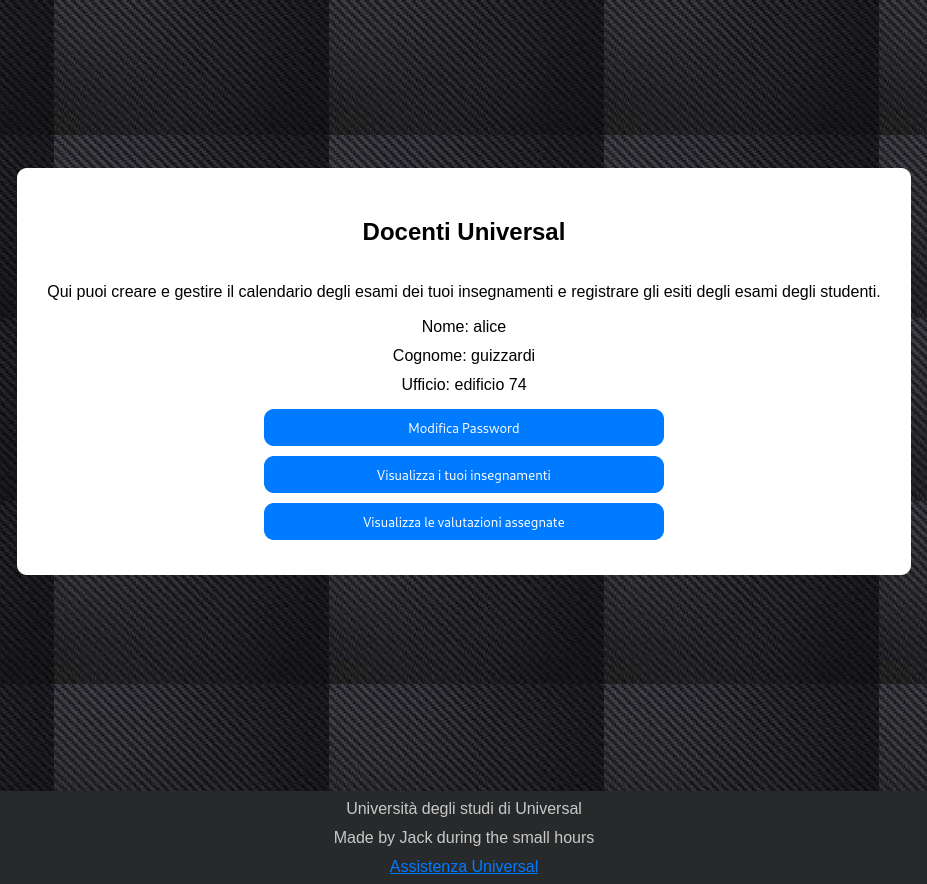 Docenti Universal
Qui puoi creare e gestire il calendario degli esami dei tuoi insegnamenti e registrare gli esiti degli esami degli studenti.
Nome: alice
Cognome: guizzardi
Ufficio: edificio 74
Modifica Password
Visualizza i tuoi insegnamenti
Visualizza le valutazioni assegnate
Università degli studi di Universal
Made by Jack during the small hours
Assistenza Universal